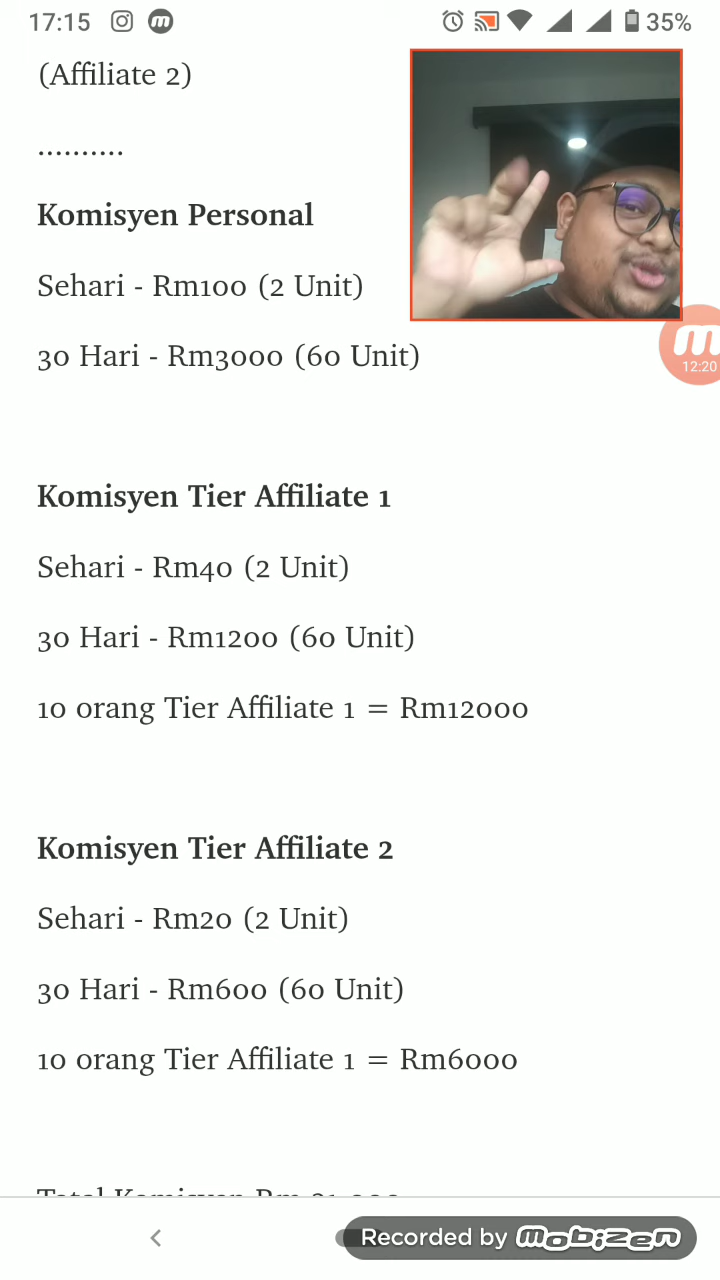 17:15
35%
(Affiliate 2)
..........
Komisyen Personal
Sehari - Rm100 (2 Unit)
30 Hari - Rm3000 (60 Unit)
12:20
Komisyen Tier Affiliate 1
Sehari - Rm40 (2 Unit)
30 Hari - Rm1200 (60 Unit)
10 orang Tier Affiliate 1 = Rm12000
Komisyen Tier Affiliate 2
Sehari - Rm20 (2 Unit)
30 Hari - Rm600 (60 Unit)
10 orang Tier Affiliate 1 = Rm6000
Total Komisyen Rm
Recorded by mobizen